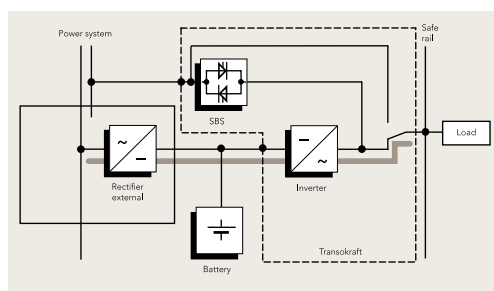 Power system
Safe
rail
SBS
Load
Rectifier
external
Inverter
Battery
Transokraft